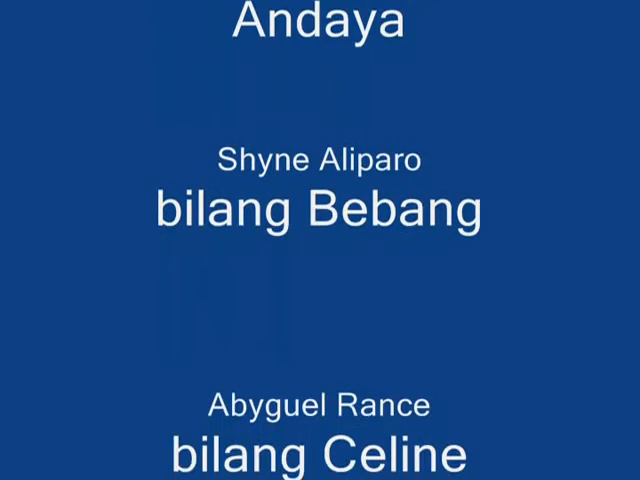 Andaya
Shyne Aliparo
bilang Bebang
Abyguel Rance
bilang Celine